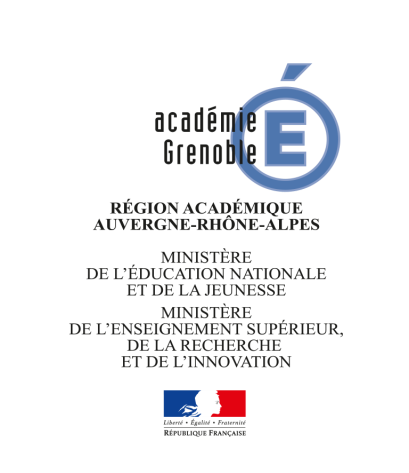 académie
Grenoble
É
RÉGION ACADÉMIQUE
AUVERGNE-RHÔNE-ALPES
MINISTÈRE
DE L'ÉDUCATION NATIONALE
ET DE LA JEUNESSE
MINISTÈRE
DE L'ENSEIGNEMENT SUPÉRIEUR,
DE LA RECHERCHE
ET DE L'INNOVATION
Liberté • Égalité • Fraternité
RÉPUBLIQUE FRANÇAISE